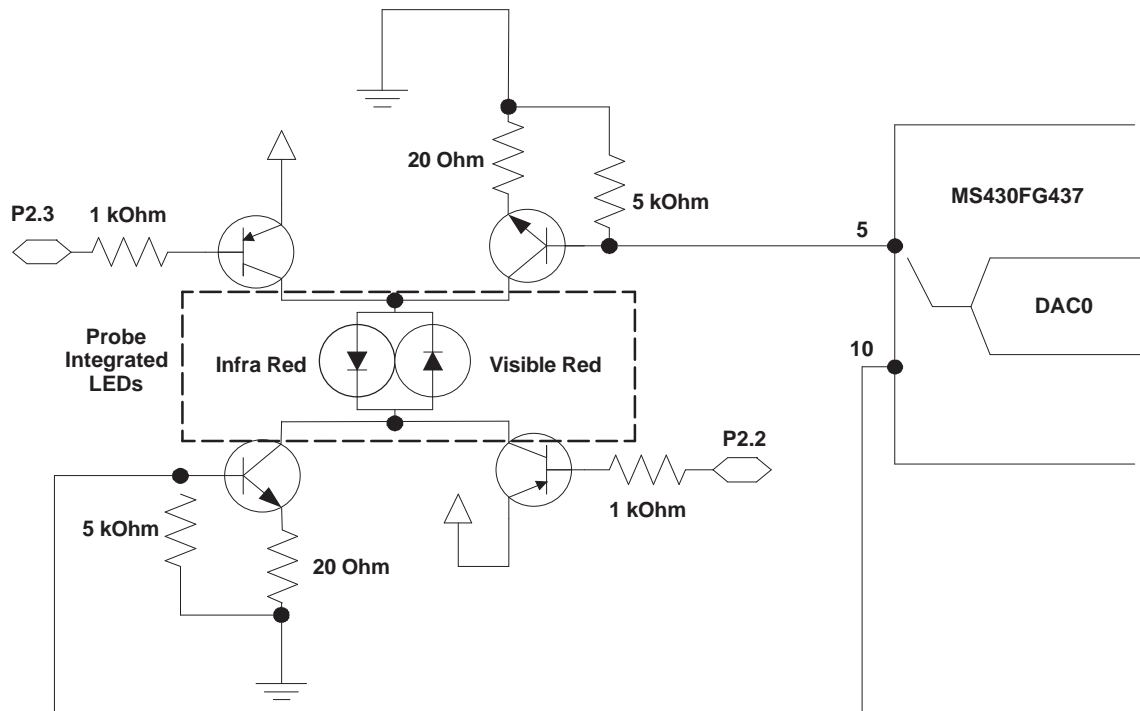 20 Ohm
5 kOhm
MS430FG437
P2.3
1 kOhm
5
DAC0
10
Probe
Integrated
LEDs
Infra Red
Visible Red
P2.2
1 kOhm
5 kOhm
20 Ohm